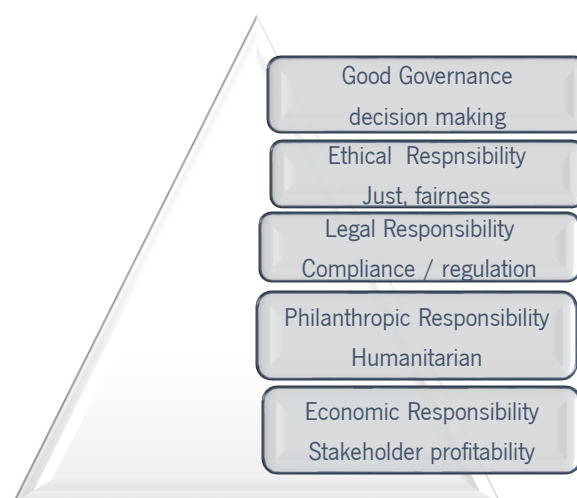 Good Governance
decision making
Ethical Respnsibility
Just, fairness
Legal Responsibility
Compliance / regulation
Philanthropic Responsibility
Humanitarian
Economic Responsibility
Stakeholder profitability